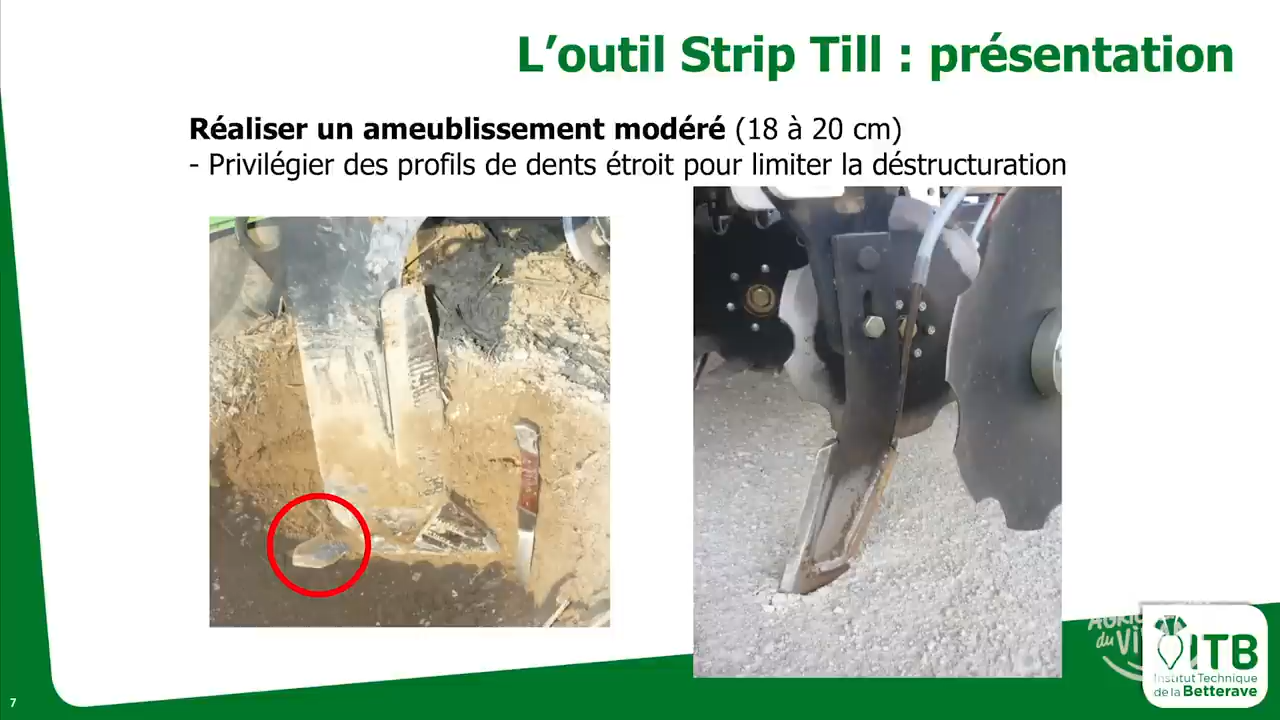 L’outil Strip Till : présentation
Réaliser un ameublissement modéré (18 à 20 cm)
- Privilégier des profils de dents étroit pour limiter la déstructuration
du
ITB
Institut Technique
de la Betterave
7